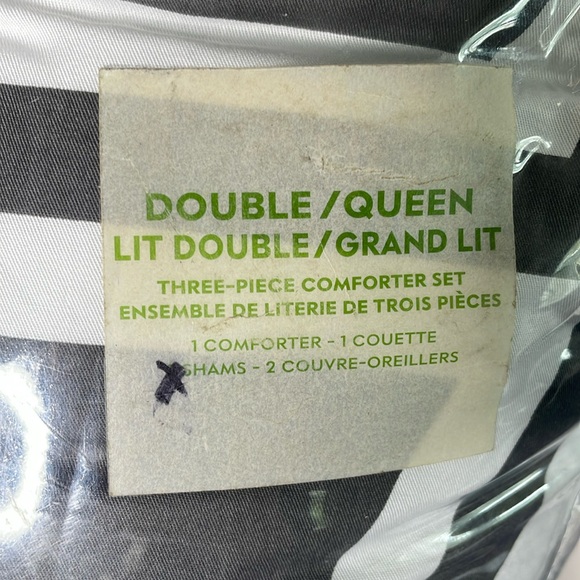 DOUBLE / QUEEN
LIT DOUBLE / GRAND LIT
THREE-PIECE COMFORTER SET
ENSEMBLE DE LITERIE DE TROIS PIÈCES
1 COMFORTER - 1 COUETTE
SHAMS - 2 COUVRE-OREILLERS